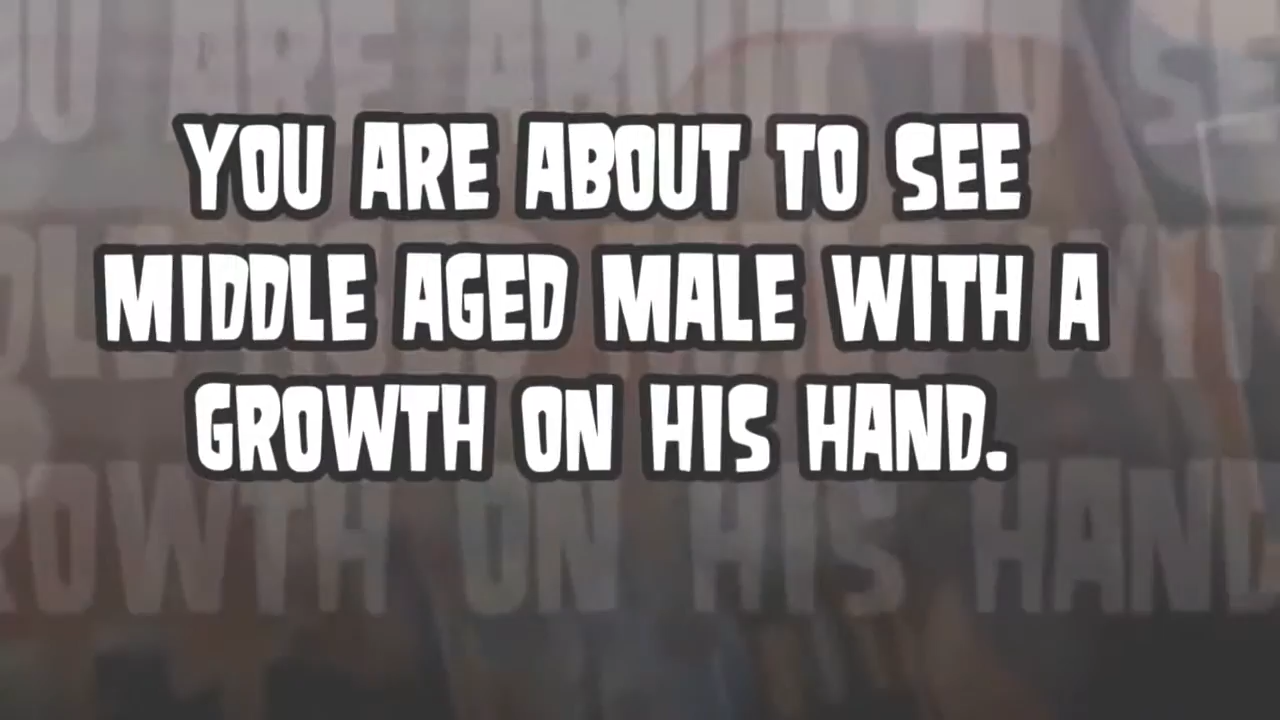 YOU ARE ABOUT TO SEE
MIDDLE AGED MALE WITH A
GROWTH ON HIS HAND.